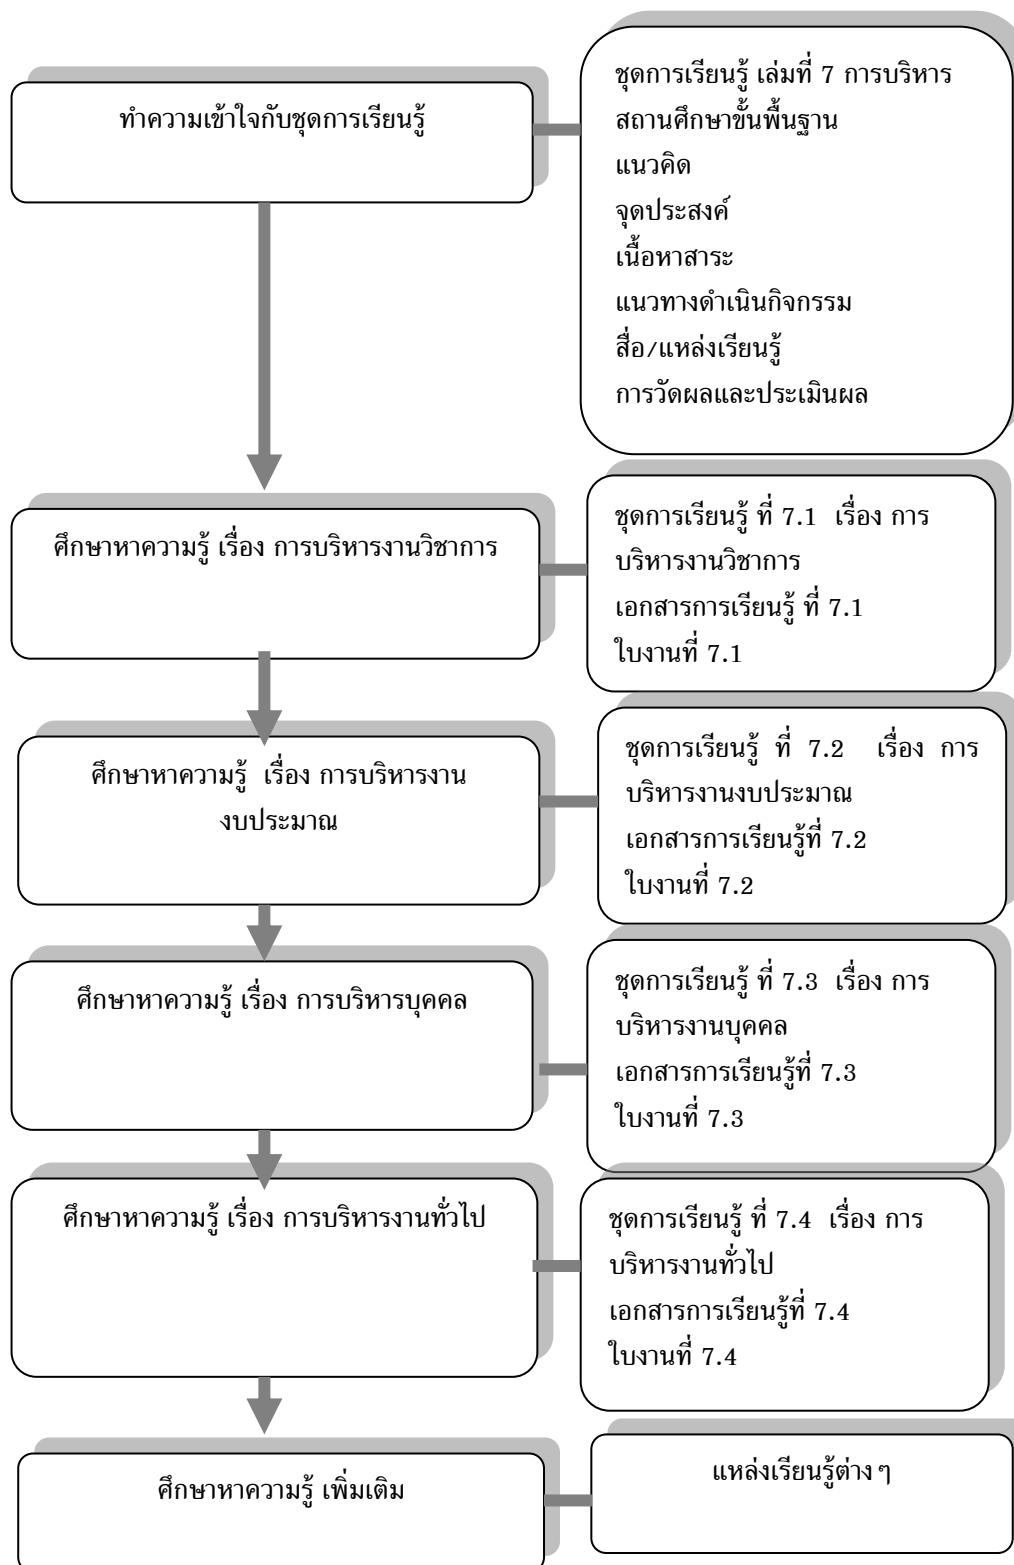 ทำความเข้าใจกับชุดการเรียนรู้
ชุดการเรียนรู้ เล่มที่ 7 การบริหาร
สถานศึกษาขั้นพื้นฐาน
แนวคิด
จุดประสงค์
เนื้อหาสาระ
แนวทางดำเนินกิจกรรม
สื่อ/แหล่งเรียนรู้
การวัดผลและประเมินผล
ศึกษาหาความรู้ เรื่อง การบริหารงานวิชาการ
ชุดการเรียนรู้ ที่ 7.1 เรื่อง การ
บริหารงานวิชาการ
เอกสารการเรียนรู้ ที่ 7.1
ใบงานที่ 7.1
ศึกษาหาความรู้ เรื่อง การบริหารงาน
งบประมาณ
ชุดการเรียนรู้ ที่ 7.2 เรื่อง การ
บริหารงานงบประมาณ
เอกสารการเรียนรู้ที่ 7.2
ใบงานที่ 7.2
ศึกษาหาความรู้ เรื่อง การบริหารบุคคล
ชุดการเรียนรู้ ที่ 7.3 เรื่อง การ
บริหารงานบุคคล
เอกสารการเรียนรู้ที่ 7.3
ใบงานที่ 7.3
ศึกษาหาความรู้ เรื่อง การบริหารงานทั่วไป
ชุดการเรียนรู้ ที่ 7.4 เรื่อง การ
บริหารงานทั่วไป
เอกสารการเรียนรู้ที่ 7.4
ใบงานที่ 7.4
ศึกษาหาความรู้ เพิ่มเติม
แหล่งเรียนรู้ต่าง ๆ